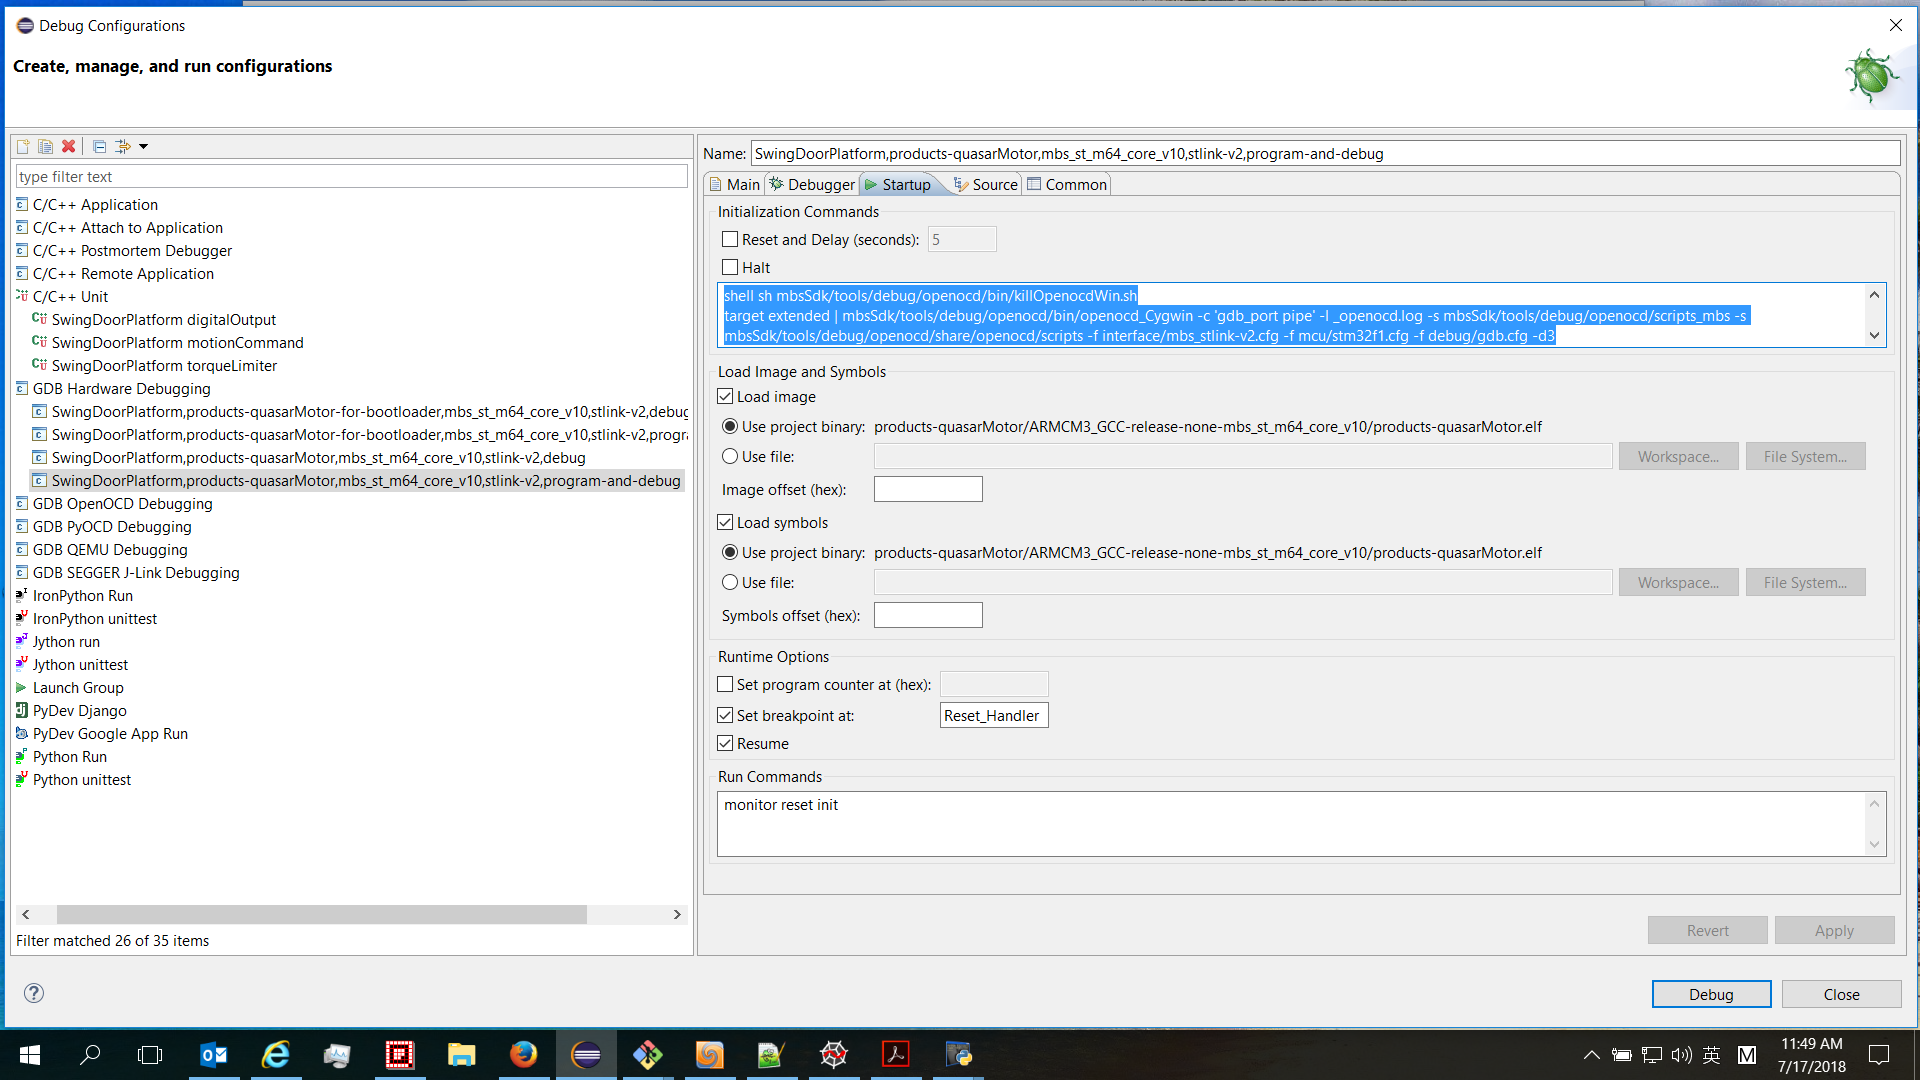 Debug Configurations
Create, manage, and run configurations
type filter text
C/C++ Application
C/C++ Attach to Application
C/C++ Postmortem Debugger
C/C++ Remote Application
C/C++ Unit
SwingDoorPlatform digitalOutput
SwingDoorPlatform motionCommand
SwingDoorPlatform torqueLimiter
GDB Hardware Debugging
SwingDoorPlatform,products-quasarMotor-for-bootloader,mbs_st_m64_core_v10,stlink-v2,debug
SwingDoorPlatform,products-quasarMotor-for-bootloader,mbs_st_m64_core_v10,stlink-v2,progra
SwingDoorPlatform,products-quasarMotor,mbs_st_m64_core_v10,stlink-v2,debug
SwingDoorPlatform,products-quasarMotor,mbs_st_m64_core_v10,stlink-v2,program-and-debug
GDB OpenOCD Debugging
GDB PyOCD Debugging
GDB QEMU Debugging
GDB SEGGER J-Link Debugging
IronPython Run
IronPython unittest
Jython run
Jython unittest
Launch Group
PyDev Django
PyDev Google App Run
Python Run
Python unittest
Filter matched 26 of 35 items
Name: SwingDoorPlatform,products-quasarMotor,mbs_st_m64_core_v10,stlink-v2,program-and-debug
Main Debugger Startup Source Common
Initialization Commands
Reset and Delay (seconds): 5
Halt
shell sh mbsSdk/tools/debug/openocd/bin/killOpenocdWin.sh
target extended | mbsSdk/tools/debug/openocd/bin/openocd_Cygwin -c 'gdb_port pipe' -l _openocd.log -s mbsSdk/tools/debug/openocd/scripts_mbs -s
mbsSdk/tools/debug/openocd/share/openocd/scripts -f interface/mbs_stlink-v2.cfg -f mcu/stm32f1.cfg -f debug/gdb.cfg -d3
Load Image and Symbols
Load image
Use project binary: products-quasarMotor/ARMCM3_GCC-release-none-mbs_st_m64_core_v10/products-quasarMotor.elf
Use file: Workspace... File System...
Image offset (hex):
Load symbols
Use project binary: products-quasarMotor/ARMCM3_GCC-release-none-mbs_st_m64_core_v10/products-quasarMotor.elf
Use file: Workspace... File System...
Symbols offset (hex):
Runtime Options
Set program counter at (hex):
Set breakpoint at: Reset_Handler
Resume
Run Commands
monitor reset init
Revert Apply
Debug Close
英 M
11:49 AM
7/17/2018